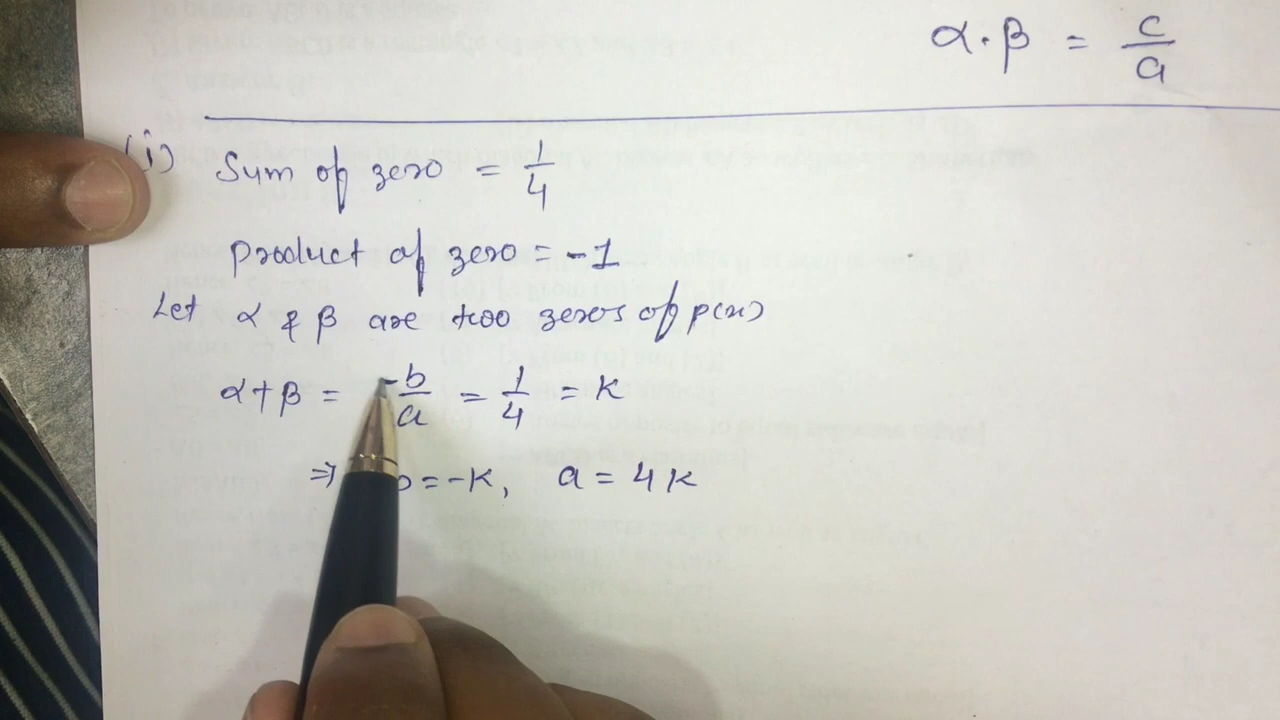 α·β = c/a
(i) Sum of zero = 1/4
product of zero = -1
Let α & β are two zeros of p(x)
α+β = -b/a = 1/4 = K
⇒ b = -K, a = 4K